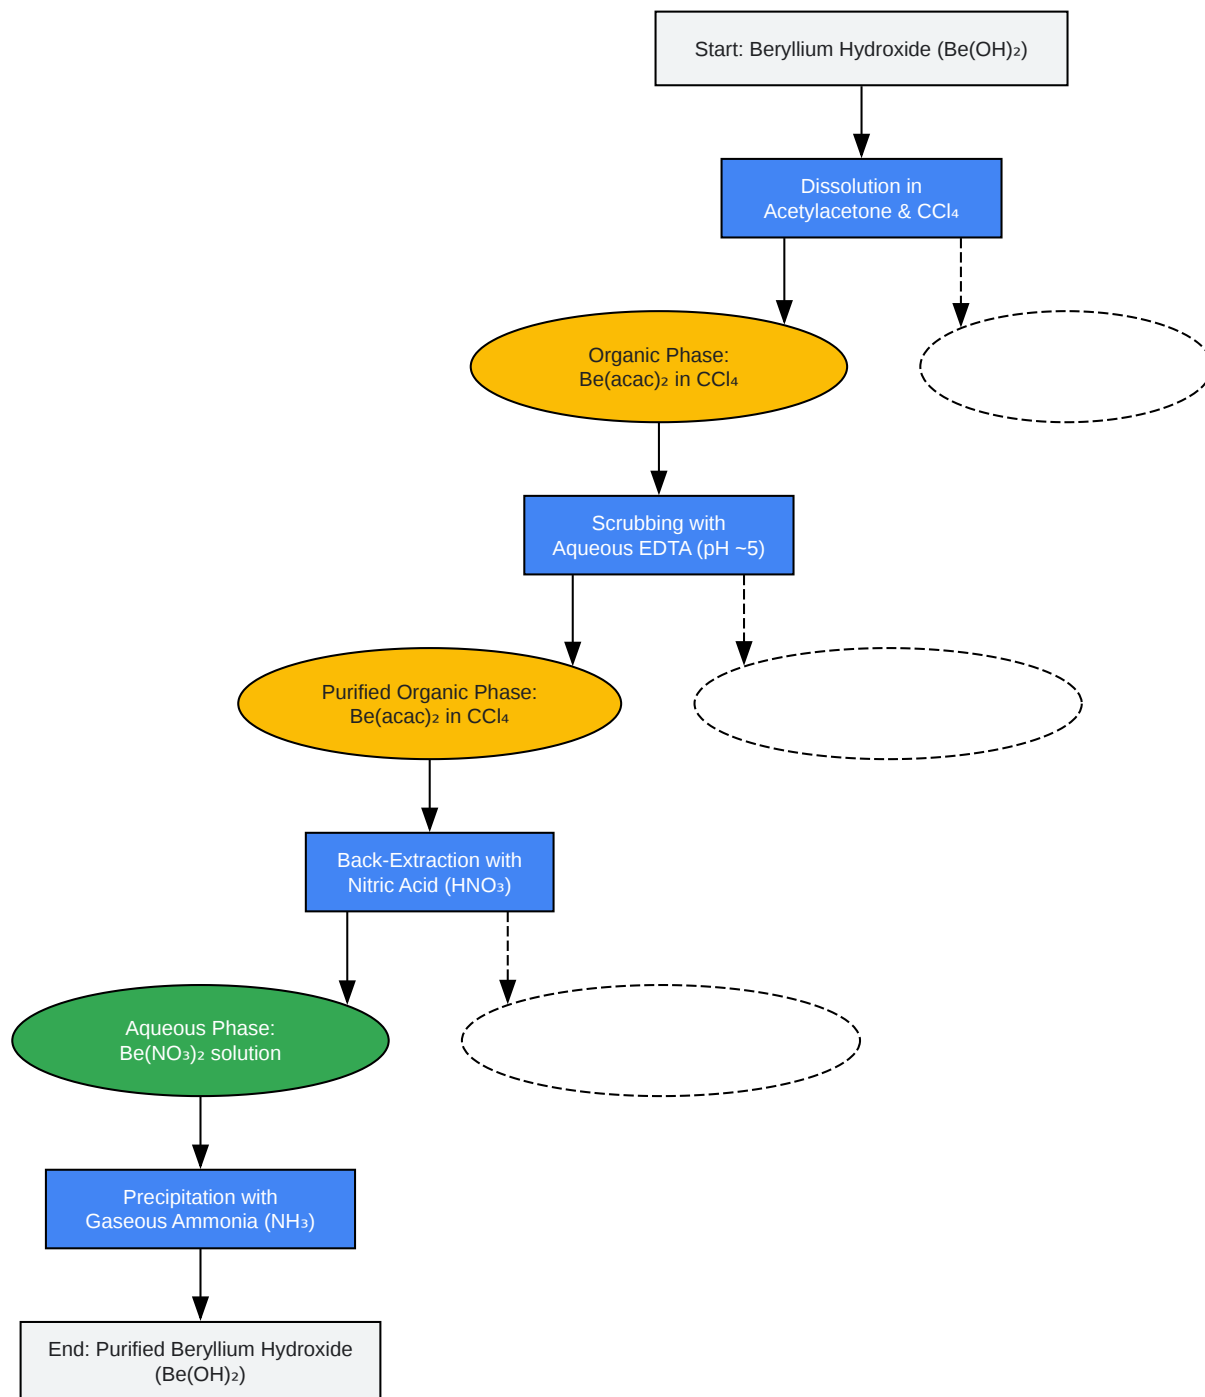 Start: Beryllium Hydroxide (Be(OH)₂)
Dissolution in
Acetylacetone & CCl₄
Organic Phase:
Be(acac)₂ in CCl₄
Scrubbing with
Aqueous EDTA (pH ~5)
Purified Organic Phase:
Be(acac)₂ in CCl₄
Back-Extraction with
Nitric Acid (HNO₃)
Aqueous Phase:
Be(NO₃)₂ solution
Precipitation with
Gaseous Ammonia (NH₃)
End: Purified Beryllium Hydroxide
(Be(OH)₂)